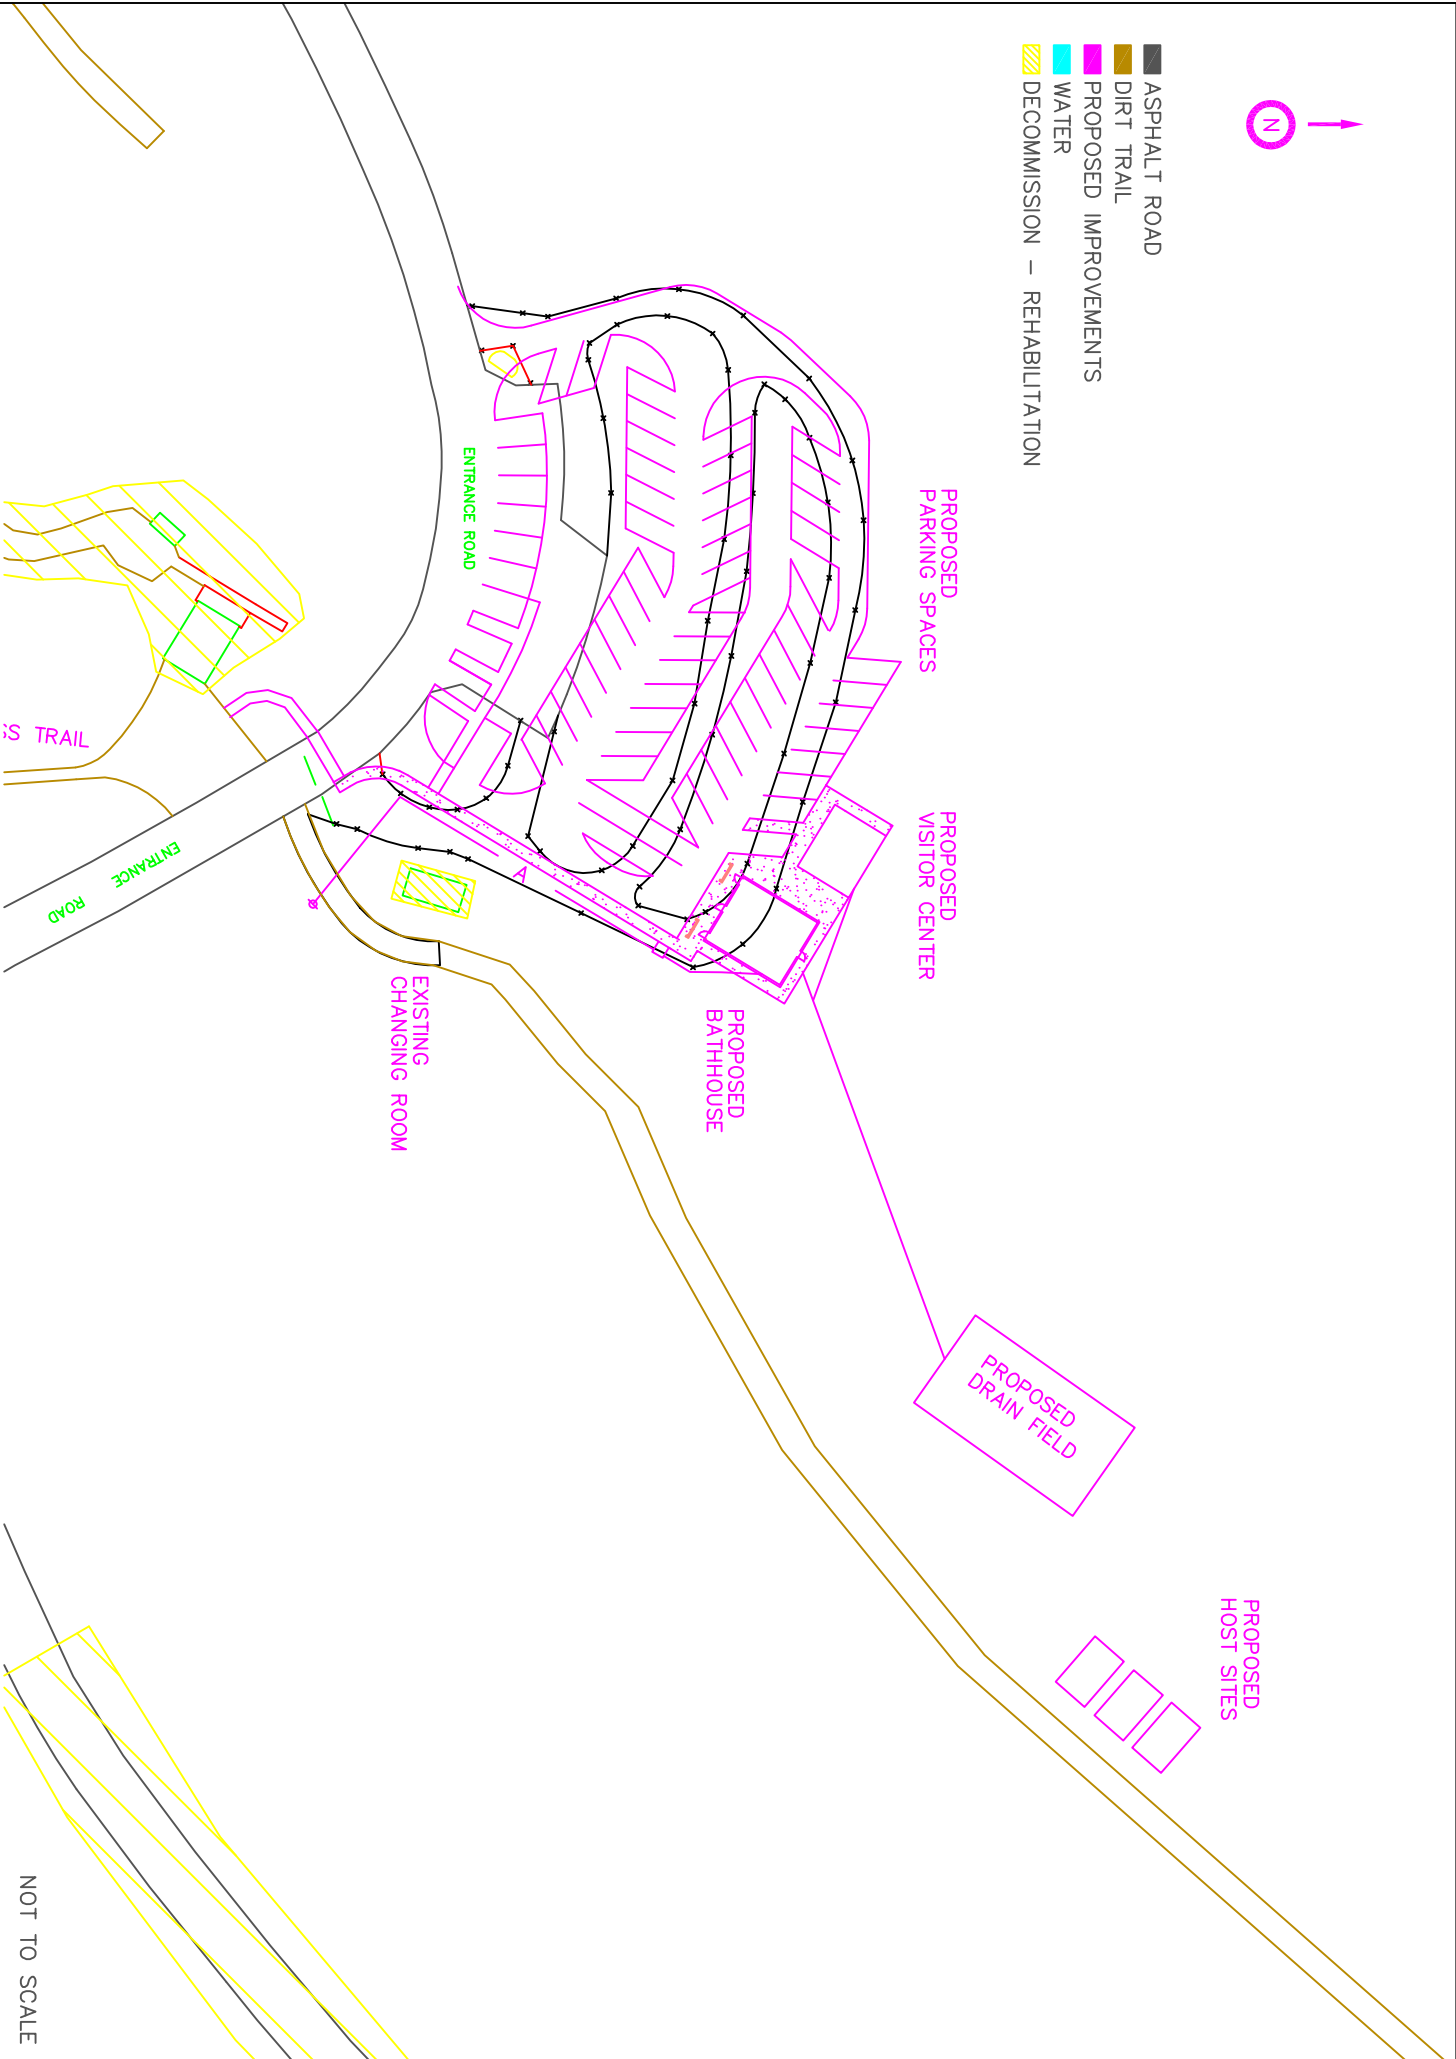 N
ASPHALT ROAD
DIRT TRAIL
PROPOSED IMPROVEMENTS
WATER
DECOMMISSION - REHABILITATION
PROPOSED
PARKING SPACES
PROPOSED
VISITOR CENTER
PROPOSED
BATHHOUSE
EXISTING
CHANGING ROOM
PROPOSED
DRAIN FIELD
PROPOSED
HOST SITES
ENTRANCE ROAD
A
SS TRAIL
ENTRANCE ROAD
NOT TO SCALE